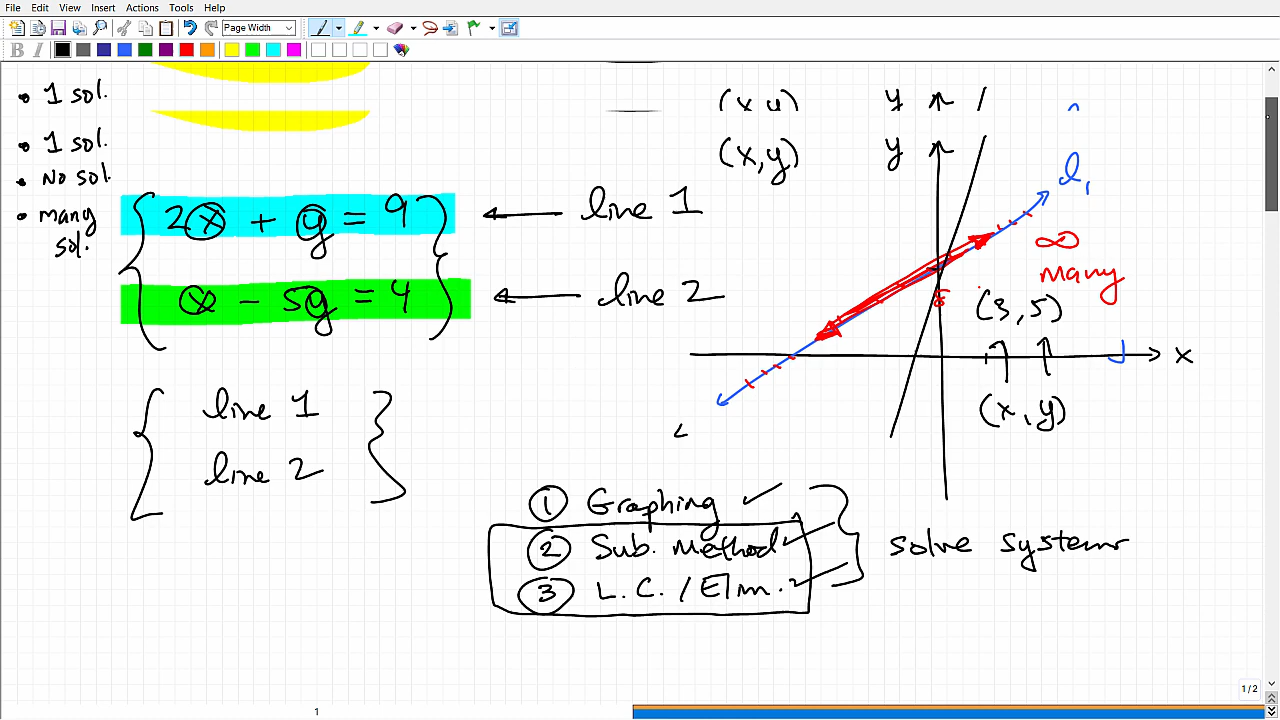 File Edit View Insert Actions Tools Help
Page Width
B I
• 1 sol.
• 1 sol.
• No sol.
• many
sol.
2x + y = 9 ← line 1
x - 5y = 4 ← line 2
line 1
line 2
(x y)
(x, y)
y
y
l₁
∞
many
(3, 5)
x
(x, y)
① Graphing ✓
② Sub. Method ✓
③ L. C. / Elim. ✓
solve systems
1/2
1